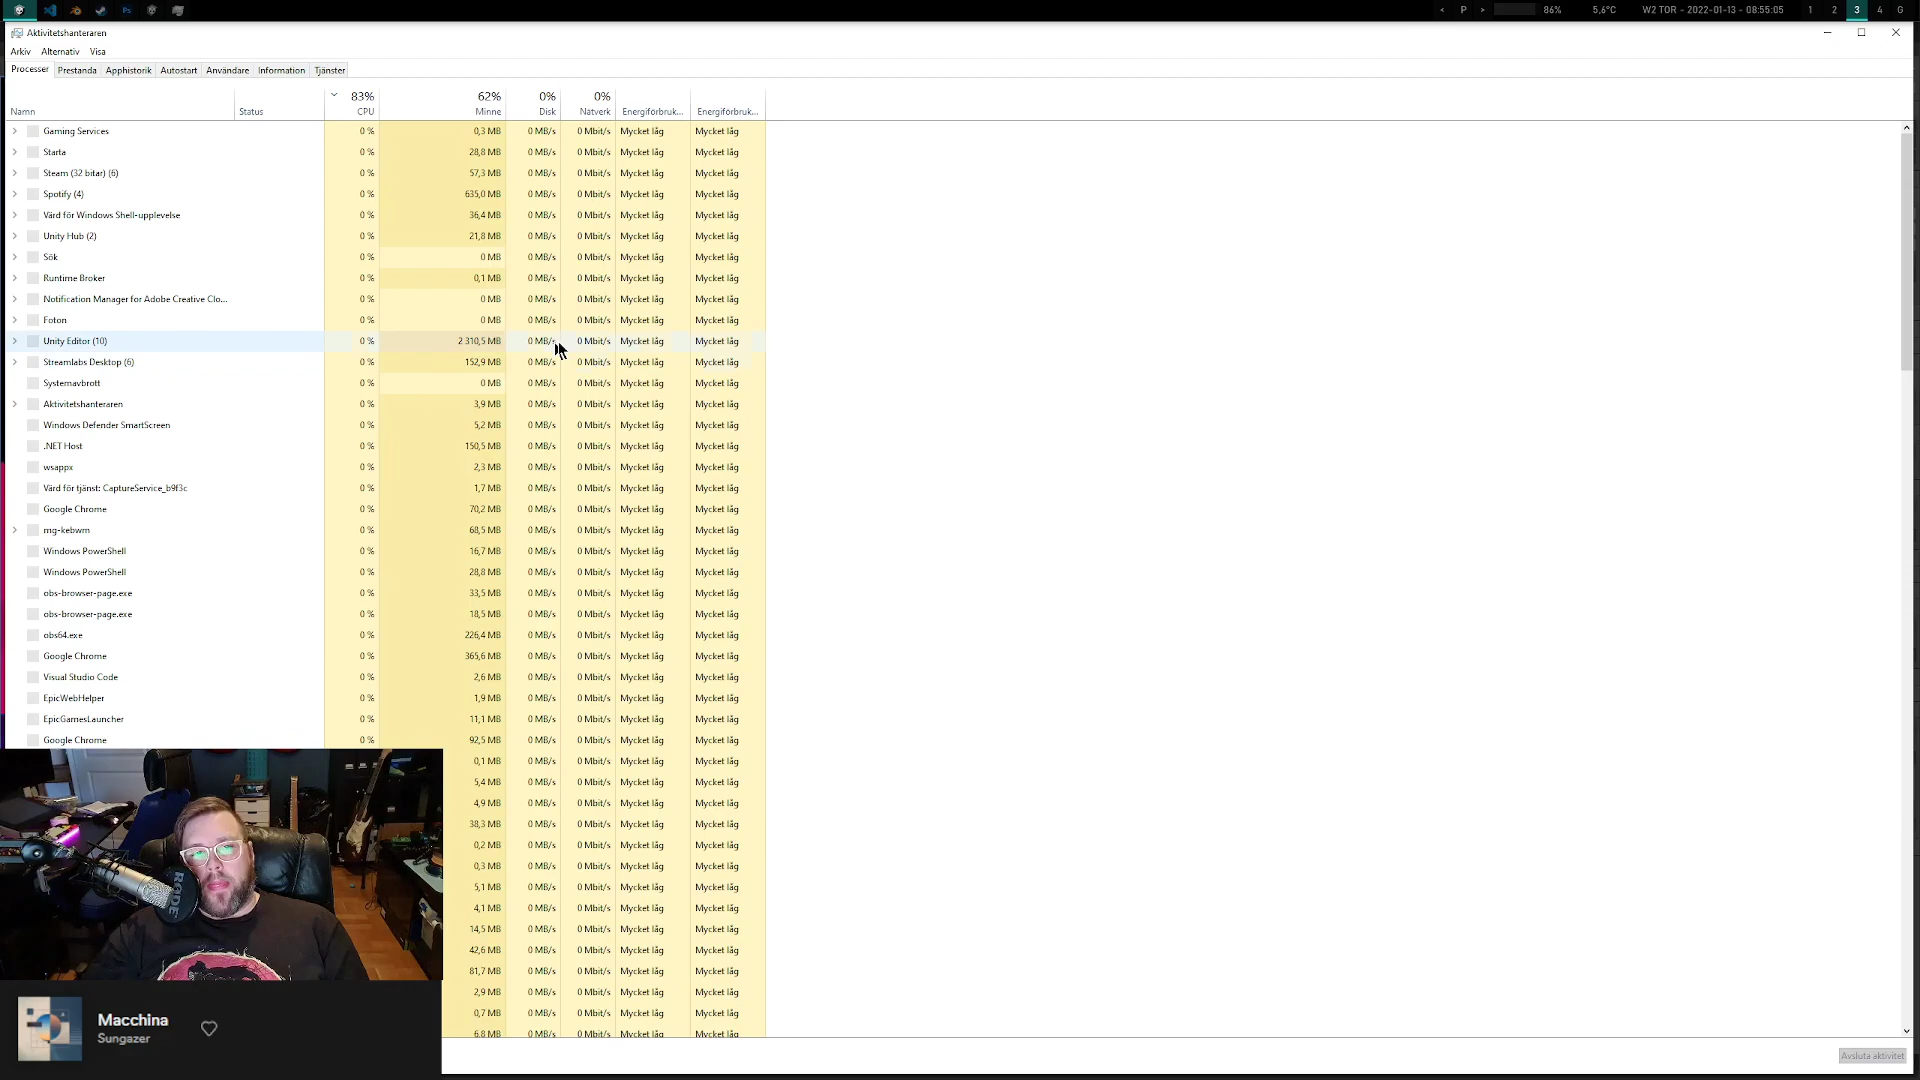 Ps
< P > 86% 5,6°C W2 TOR - 2022-01-13 - 08:55:05 1 2 3 4 G
Aktivitetshanteraren
Arkiv Alternativ Visa
Processer Prestanda Apphistorik Autostart Användare Information Tjänster
83% 62% 0% 0%
Namn Status CPU Minne Disk Nätverk Energiförbruk... Energiförbruk...
Gaming Services 0 % 0,3 MB 0 MB/s 0 Mbit/s Mycket låg Mycket låg
Starta 0 % 28,8 MB 0 MB/s 0 Mbit/s Mycket låg Mycket låg
Steam (32 bitar) (6) 0 % 57,3 MB 0 MB/s 0 Mbit/s Mycket låg Mycket låg
Spotify (4) 0 % 635,0 MB 0 MB/s 0 Mbit/s Mycket låg Mycket låg
Värd för Windows Shell-upplevelse 0 % 36,4 MB 0 MB/s 0 Mbit/s Mycket låg Mycket låg
Unity Hub (2) 0 % 21,8 MB 0 MB/s 0 Mbit/s Mycket låg Mycket låg
Sök 0 % 0 MB 0 MB/s 0 Mbit/s Mycket låg Mycket låg
Runtime Broker 0 % 0,1 MB 0 MB/s 0 Mbit/s Mycket låg Mycket låg
Notification Manager for Adobe Creative Clo... 0 % 0 MB 0 MB/s 0 Mbit/s Mycket låg Mycket låg
Foton 0 % 0 MB 0 MB/s 0 Mbit/s Mycket låg Mycket låg
Unity Editor (10) 0 % 2 310,5 MB 0 MB/s 0 Mbit/s Mycket låg Mycket låg
Streamlabs Desktop (6) 0 % 152,9 MB 0 MB/s 0 Mbit/s Mycket låg Mycket låg
Systemavbrott 0 % 0 MB 0 MB/s 0 Mbit/s Mycket låg Mycket låg
Aktivitetshanteraren 0 % 3,9 MB 0 MB/s 0 Mbit/s Mycket låg Mycket låg
Windows Defender SmartScreen 0 % 5,2 MB 0 MB/s 0 Mbit/s Mycket låg Mycket låg
.NET Host 0 % 150,5 MB 0 MB/s 0 Mbit/s Mycket låg Mycket låg
wsappx 0 % 2,3 MB 0 MB/s 0 Mbit/s Mycket låg Mycket låg
Värd för tjänst: CaptureService_b9f3c 0 % 1,7 MB 0 MB/s 0 Mbit/s Mycket låg Mycket låg
Google Chrome 0 % 70,2 MB 0 MB/s 0 Mbit/s Mycket låg Mycket låg
mg-kebwrn 0 % 68,5 MB 0 MB/s 0 Mbit/s Mycket låg Mycket låg
Windows PowerShell 0 % 16,7 MB 0 MB/s 0 Mbit/s Mycket låg Mycket låg
Windows PowerShell 0 % 28,8 MB 0 MB/s 0 Mbit/s Mycket låg Mycket låg
obs-browser-page.exe 0 % 33,5 MB 0 MB/s 0 Mbit/s Mycket låg Mycket låg
obs-browser-page.exe 0 % 18,5 MB 0 MB/s 0 Mbit/s Mycket låg Mycket låg
obs64.exe 0 % 226,4 MB 0 MB/s 0 Mbit/s Mycket låg Mycket låg
Google Chrome 0 % 365,6 MB 0 MB/s 0 Mbit/s Mycket låg Mycket låg
Visual Studio Code 0 % 2,6 MB 0 MB/s 0 Mbit/s Mycket låg Mycket låg
EpicWebHelper 0 % 1,9 MB 0 MB/s 0 Mbit/s Mycket låg Mycket låg
EpicGamesLauncher 0 % 11,1 MB 0 MB/s 0 Mbit/s Mycket låg Mycket låg
Google Chrome 0 % 92,5 MB 0 MB/s 0 Mbit/s Mycket låg Mycket låg
0,1 MB 0 MB/s 0 Mbit/s Mycket låg Mycket låg
5,4 MB 0 MB/s 0 Mbit/s Mycket låg Mycket låg
4,9 MB 0 MB/s 0 Mbit/s Mycket låg Mycket låg
38,3 MB 0 MB/s 0 Mbit/s Mycket låg Mycket låg
0,2 MB 0 MB/s 0 Mbit/s Mycket låg Mycket låg
0,3 MB 0 MB/s 0 Mbit/s Mycket låg Mycket låg
5,1 MB 0 MB/s 0 Mbit/s Mycket låg Mycket låg
4,1 MB 0 MB/s 0 Mbit/s Mycket låg Mycket låg
14,5 MB 0 MB/s 0 Mbit/s Mycket låg Mycket låg
42,6 MB 0 MB/s 0 Mbit/s Mycket låg Mycket låg
81,7 MB 0 MB/s 0 Mbit/s Mycket låg Mycket låg
2,9 MB 0 MB/s 0 Mbit/s Mycket låg Mycket låg
0,7 MB 0 MB/s 0 Mbit/s Mycket låg Mycket låg
6,8 MB 0 MB/s 0 Mbit/s Mycket låg Mycket låg
RØDE
Macchina
Sungazer
Avsluta aktivitet